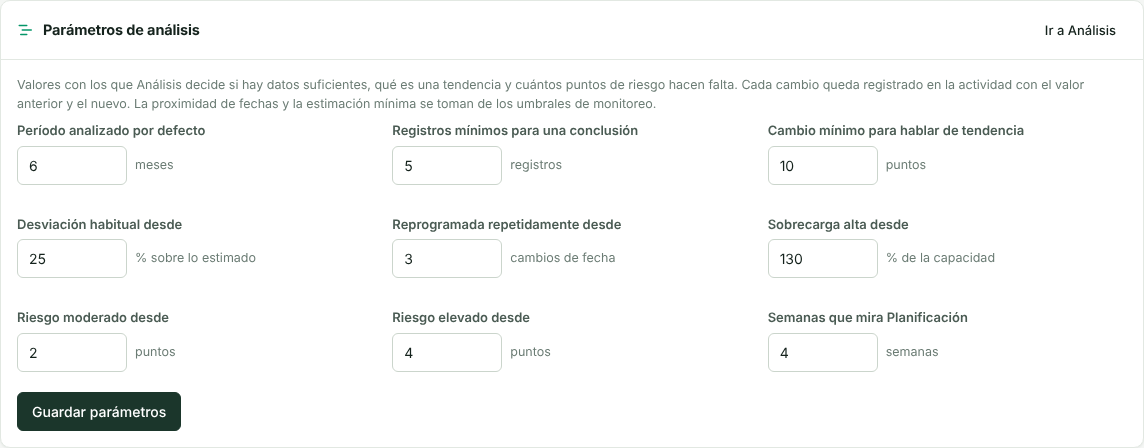 Parámetros de análisis
Ir a Análisis
Valores con los que Análisis decide si hay datos suficientes, qué es una tendencia y cuántos puntos de riesgo hacen falta. Cada cambio queda registrado en la actividad con el valor
anterior y el nuevo. La proximidad de fechas y la estimación mínima se toman de los umbrales de monitoreo.
Período analizado por defecto
6 meses
Registros mínimos para una conclusión
5 registros
Cambio mínimo para hablar de tendencia
10 puntos
Desviación habitual desde
25 % sobre lo estimado
Reprogramada repetidamente desde
3 cambios de fecha
Sobrecarga alta desde
130 % de la capacidad
Riesgo moderado desde
2 puntos
Riesgo elevado desde
4 puntos
Semanas que mira Planificación
4 semanas
Guardar parámetros